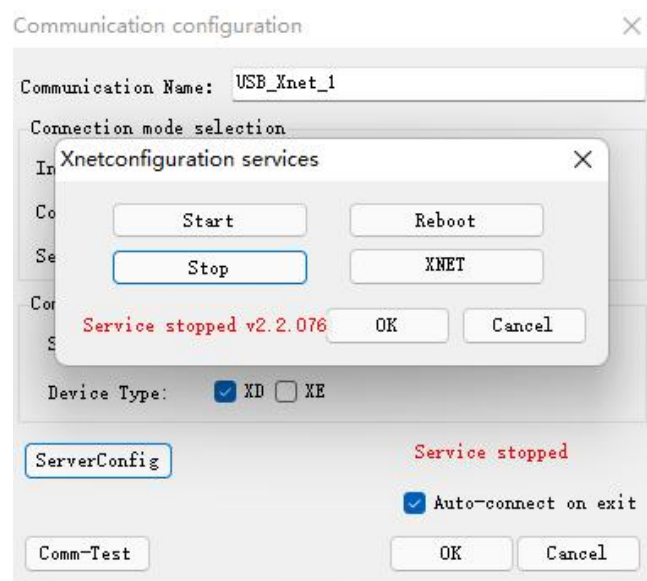 Communication configuration
Communication Name: USB_Xnet_1
Connection mode selection
Xnetconfiguration services
Start Reboot
Stop XNET
Service stopped v2.2.076 OK Cancel
Device Type: XD XE
ServerConfig Service stopped
Auto-connect on exit
Comm-Test OK Cancel